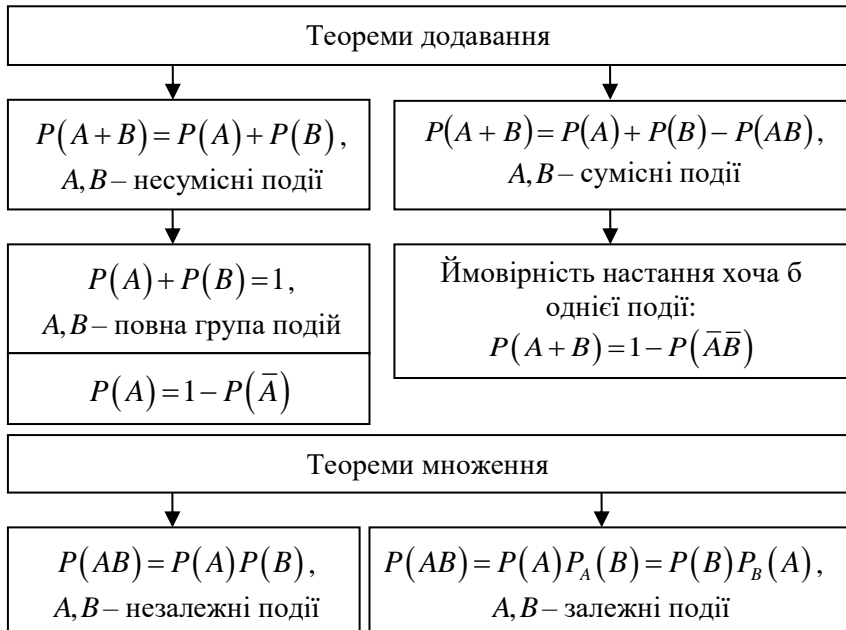 Теореми додавання
P(A + B) = P(A) + P(B),
A, B – несумісні події
P(A + B) = P(A) + P(B) – P(AB),
A, B – сумісні події
P(A) + P(B) = 1,
A, B – повна група подій
P(A) = 1 – P(A̅)
Ймовірність настання хоча б
однієї події:
P(A + B) = 1 – P(A̅B̅)
Теореми множення
P(AB) = P(A)P(B),
A, B – незалежні події
P(AB) = P(A)P_A(B) = P(B)P_B(A),
A, B – залежні події